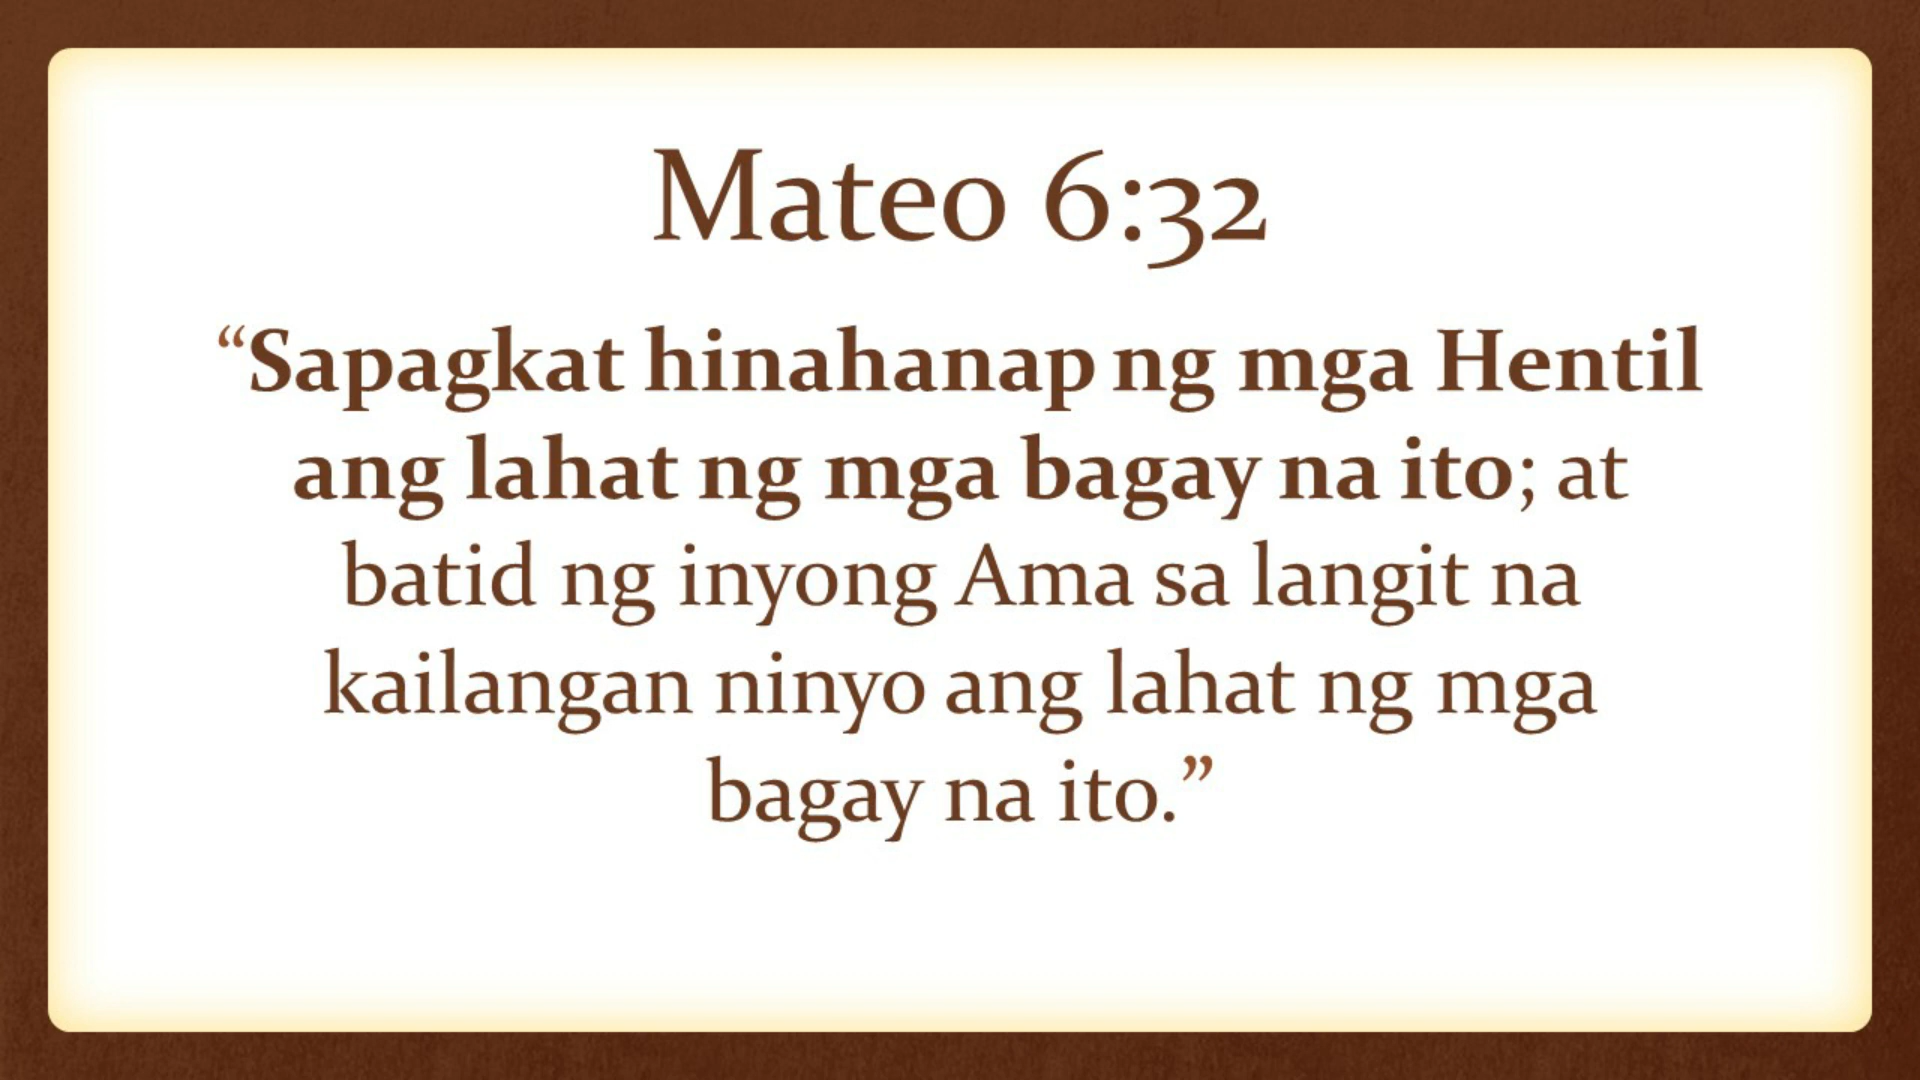 Mateo 6:32
“Sapagkat hinahanap ng mga Hentil
ang lahat ng mga bagay na ito; at
batid ng inyong Ama sa langit na
kailangan ninyo ang lahat ng mga
bagay na ito.”